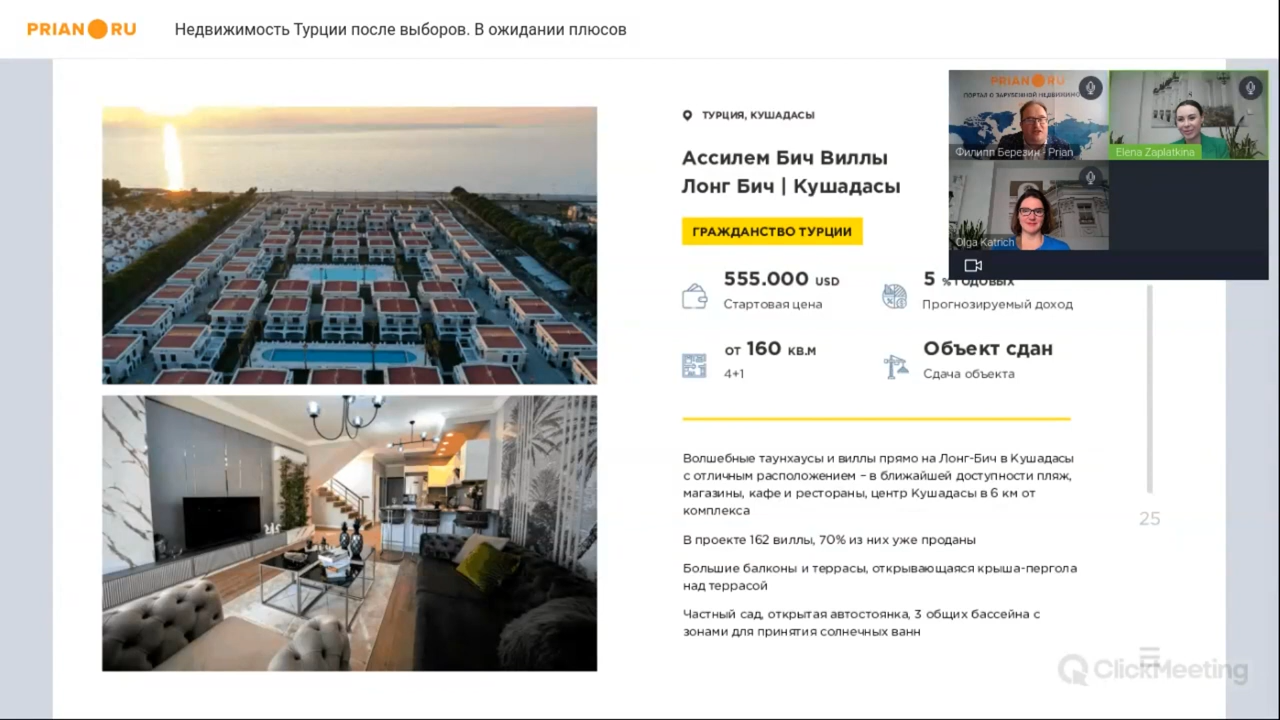 PRIAN RU
Недвижимость Турции после выборов. В ожидании плюсов
PRIAN RU
ПОРТАЛ О ЗАРУБЕЖНОЙ НЕДВИЖИМО
Филипп Березин - Prian
Elena Zaplatkina
Olga Katrich
ТУРЦИЯ, КУШАДАСЫ
Ассилем Бич Виллы
Лонг Бич | Кушадасы
ГРАЖДАНСТВО ТУРЦИИ
555.000 USD
Стартовая цена
5 % ГОДОВЫХ
Прогнозируемый доход
от 160 КВ.М
4+1
Объект сдан
Сдача объекта
Волшебные таунхаусы и виллы прямо на Лонг-Бич в Кушадасы
с отличным расположением – в ближайшей доступности пляж,
магазины, кафе и рестораны, центр Кушадасы в 6 км от
комплекса
В проекте 162 виллы, 70% из них уже проданы
Большие балконы и террасы, открывающаяся крыша-пергола
над террасой
Частный сад, открытая автостоянка, 3 общих бассейна с
зонами для принятия солнечных ванн
25
ClickMeeting